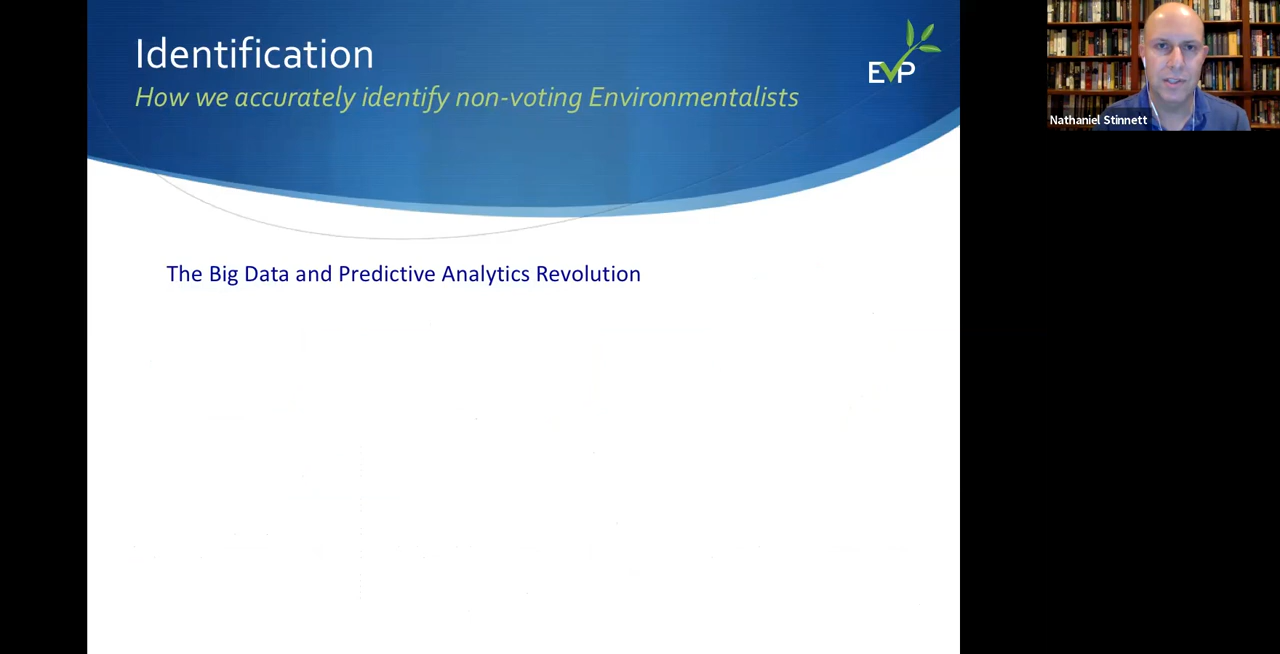 Identification
How we accurately identify non-voting Environmentalists
EVP
Nathaniel Stinnett
The Big Data and Predictive Analytics Revolution